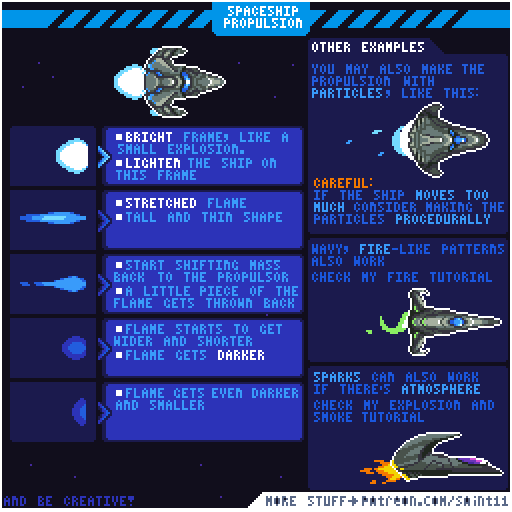 SPACESHIP
PROPULSION
■BRIGHT FRAME, LIKE A
SMALL EXPLOSION.
■LIGHTEN THE SHIP ON
THIS FRAME
■STRETCHED FLAME
■TALL AND THIN SHAPE
■START SHIFTING MASS
BACK TO THE PROPULSOR
■A LITTLE PIECE OF THE
FLAME GETS THROWN BACK
■FLAME STARTS TO GET
WIDER AND SHORTER
■FLAME GETS DARKER
■FLAME GETS EVEN DARKER
AND SMALLER
OTHER EXAMPLES
YOU MAY ALSO MAKE THE
PROPULSION WITH
PARTICLES, LIKE THIS:
CAREFUL:
IF THE SHIP MOVES TOO
MUCH CONSIDER MAKING THE
PARTICLES PROCEDURALLY
WAVY, FIRE-LIKE PATTERNS
ALSO WORK
CHECK MY FIRE TUTORIAL
SPARKS CAN ALSO WORK
IF THERE'S ATMOSPHERE
CHECK MY EXPLOSION AND
SMOKE TUTORIAL
AND BE CREATIVE!
MORE STUFF→Patreon.com/Saint11